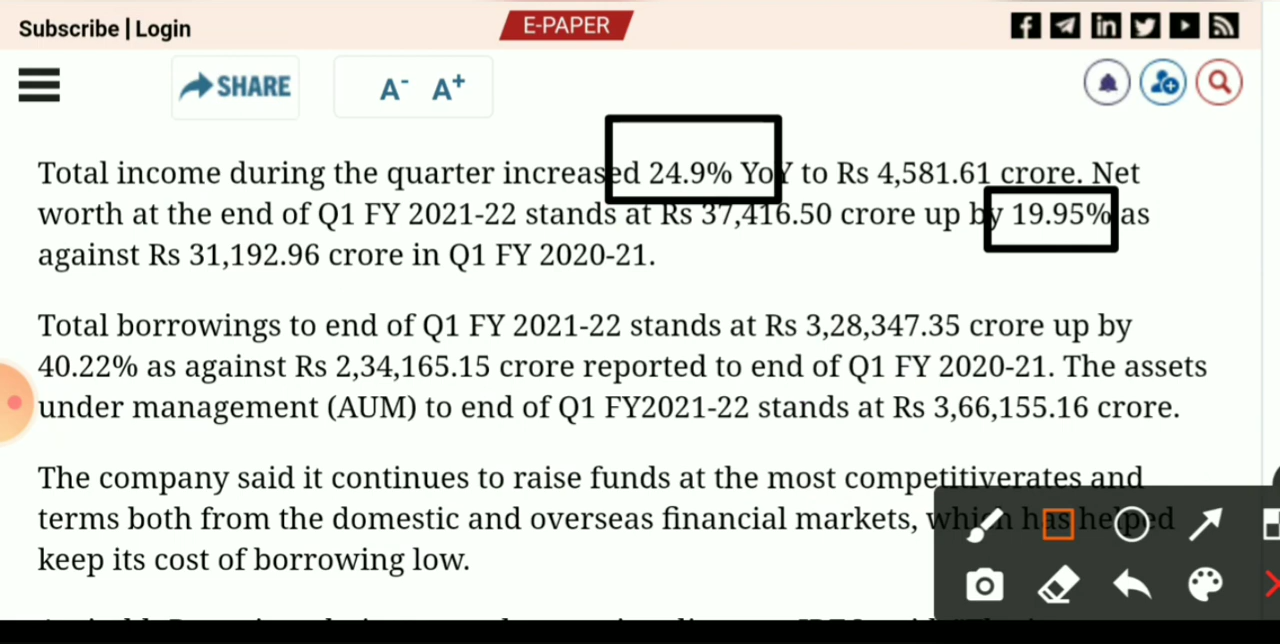 Subscribe | Login
E-PAPER
SHARE
A- A+
Total income during the quarter increased 24.9% YoY to Rs 4,581.61 crore. Net
worth at the end of Q1 FY 2021-22 stands at Rs 37,416.50 crore up by 19.95% as
against Rs 31,192.96 crore in Q1 FY 2020-21.
Total borrowings to end of Q1 FY 2021-22 stands at Rs 3,28,347.35 crore up by
40.22% as against Rs 2,34,165.15 crore reported to end of Q1 FY 2020-21. The assets
under management (AUM) to end of Q1 FY2021-22 stands at Rs 3,66,155.16 crore.
The company said it continues to raise funds at the most competitiverates and
terms both from the domestic and overseas financial markets, which has helped
keep its cost of borrowing low.